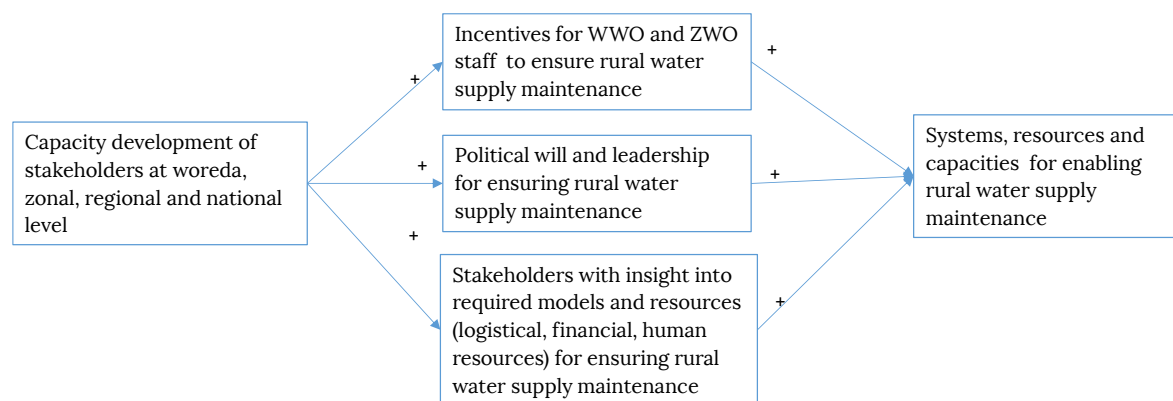 Incentives for WWO and ZWO
staff to ensure rural water
supply maintenance
+
+
Capacity development of
stakeholders at woreda,
zonal, regional and national
level
Political will and leadership
for ensuring rural water
supply maintenance
+
+
Systems, resources and
capacities for enabling
rural water supply
maintenance
+
Stakeholders with insight into
required models and resources
(logistical, financial, human
resources) for ensuring rural
water supply maintenance
+